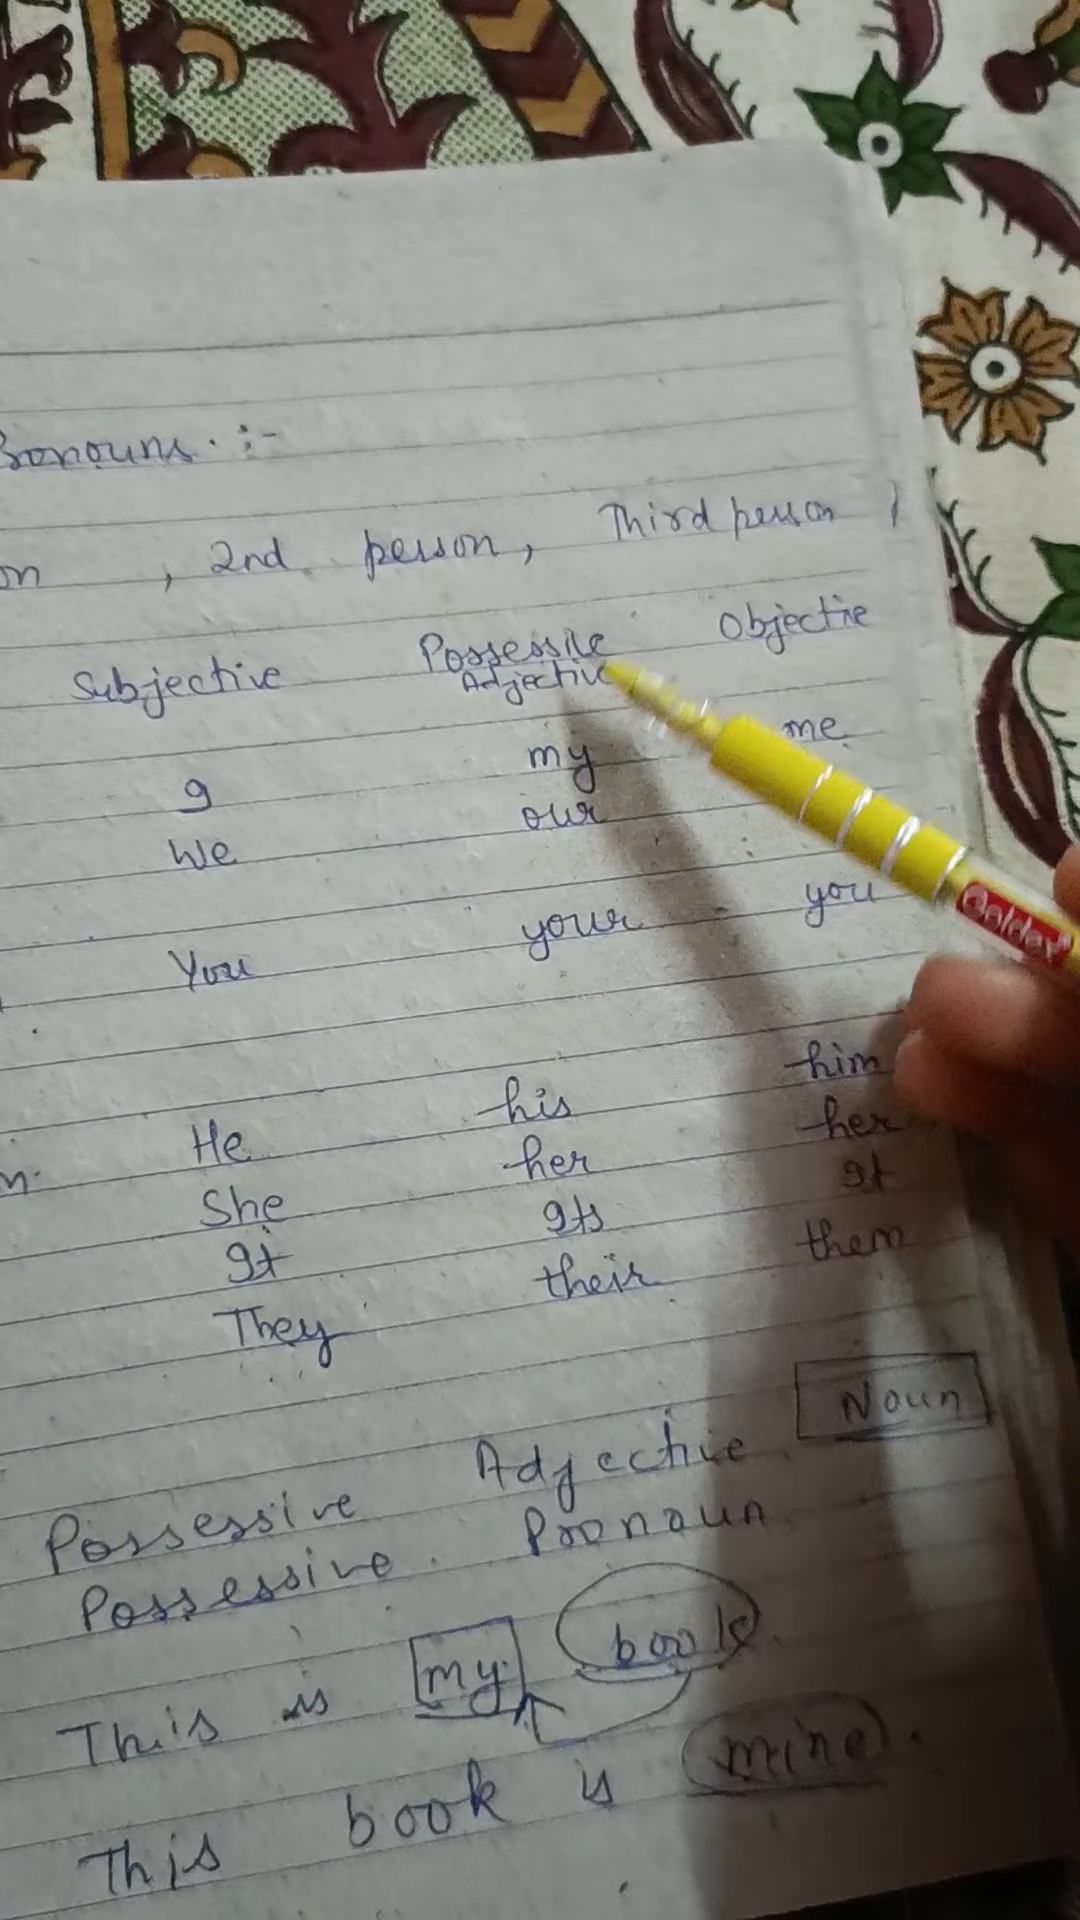 Pronouns :-
on , 2nd person, Third person
Subjective Possessive Objective
Adjective
I my me
We our
You your you
He his him
n. She her her
It Its It
They their them
Noun
Possessive Adjective
Possessive Pronoun
This is my book
This book is mine.
Goldex